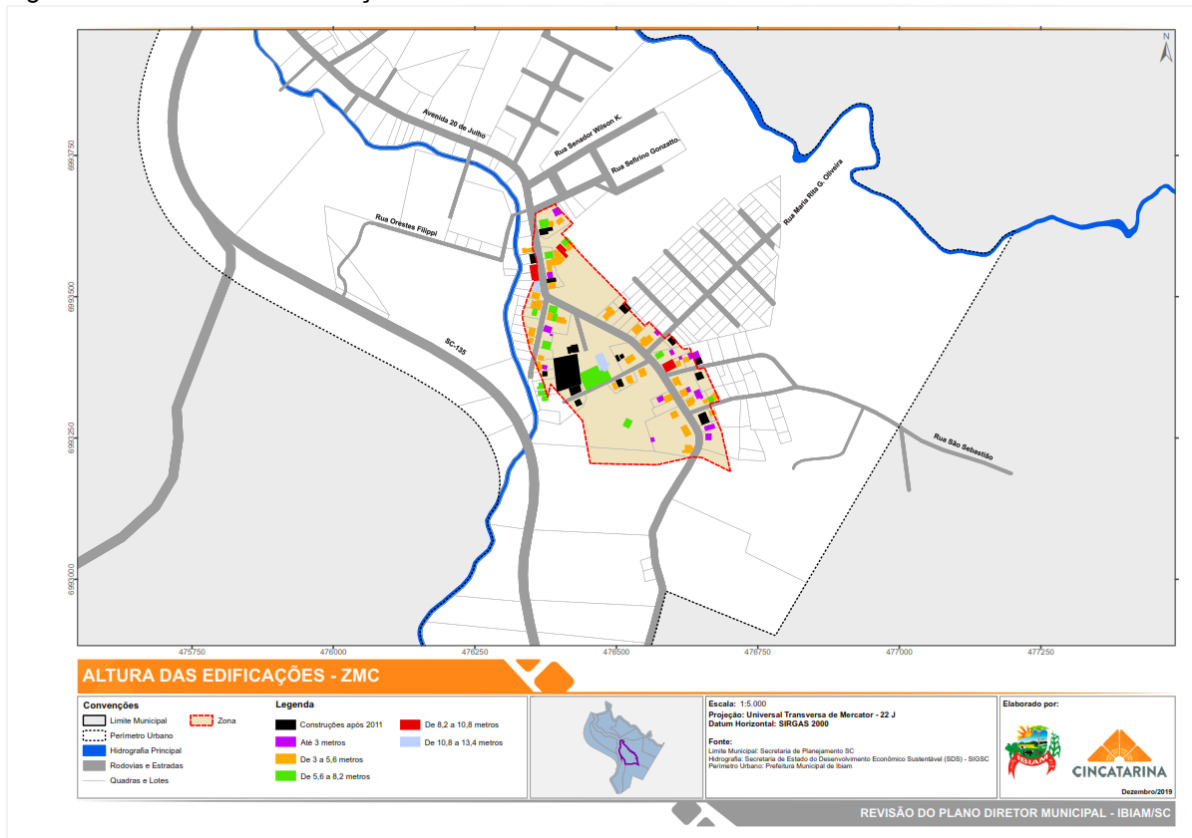 N
Avenida 20 de Julho
Rua Senador Wilson K.
Rua Sefirino Gonzatto.
Rua Maria Rita G. Oliveira
Rua Orestes Filippi
SC-135
Rua São Sebastião
6993750
6993500
6993250
6993000
475750
476000
476250
476500
476750
477000
477250
ALTURA DAS EDIFICAÇÕES - ZMC
Convenções
Limite Municipal
Zona
Perímetro Urbano
Hidrografia Principal
Rodovias e Estradas
Quadras e Lotes
Legenda
Construções após 2011
Até 3 metros
De 3 a 5,6 metros
De 5,6 a 8,2 metros
De 8,2 a 10,8 metros
De 10,8 a 13,4 metros
Escala: 1:5.000
Projeção: Universal Transversa de Mercator - 22 J
Datum Horizontal: SIRGAS 2000
Fonte:
Limite Municipal: Secretaria de Planejamento SC
Hidrografia: Secretaria de Estado do Desenvolvimento Econômico Sustentável (SDS) - SIGSC
Perímetro Urbano: Prefeitura Municipal de Ibiam
Elaborado por:
IBIAM
CINCATARINA
Dezembro/2019
REVISÃO DO PLANO DIRETOR MUNICIPAL - IBIAM/SC